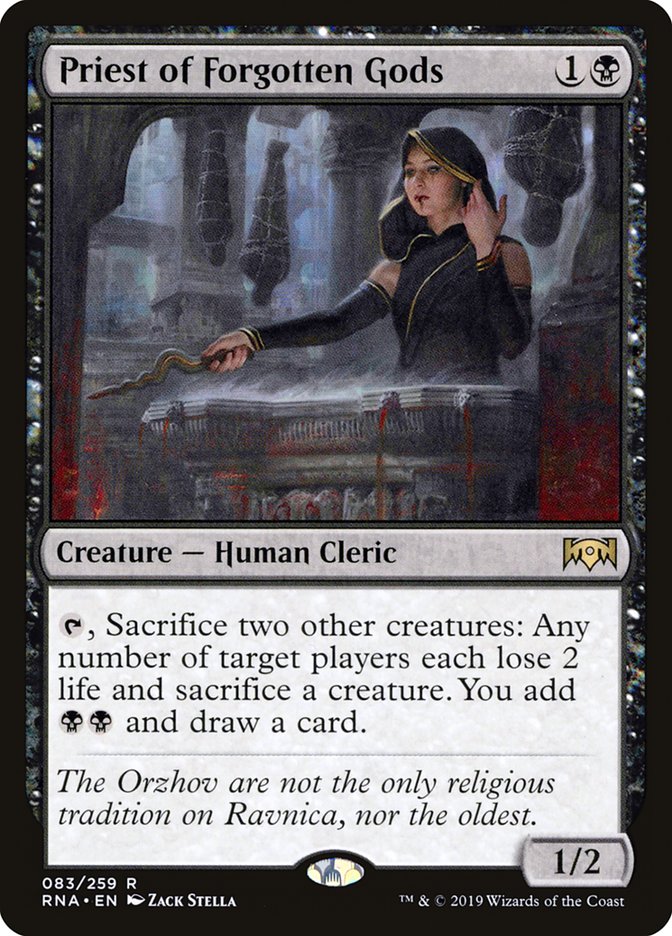 Priest of Forgotten Gods 1
Creature — Human Cleric
, Sacrifice two other creatures: Any
number of target players each lose 2
life and sacrifice a creature. You add
and draw a card.
The Orzhov are not the only religious
tradition on Ravnica, nor the oldest.
1/2
083/259 R
RNA • EN Zack Stella
™ & © 2019 Wizards of the Coast